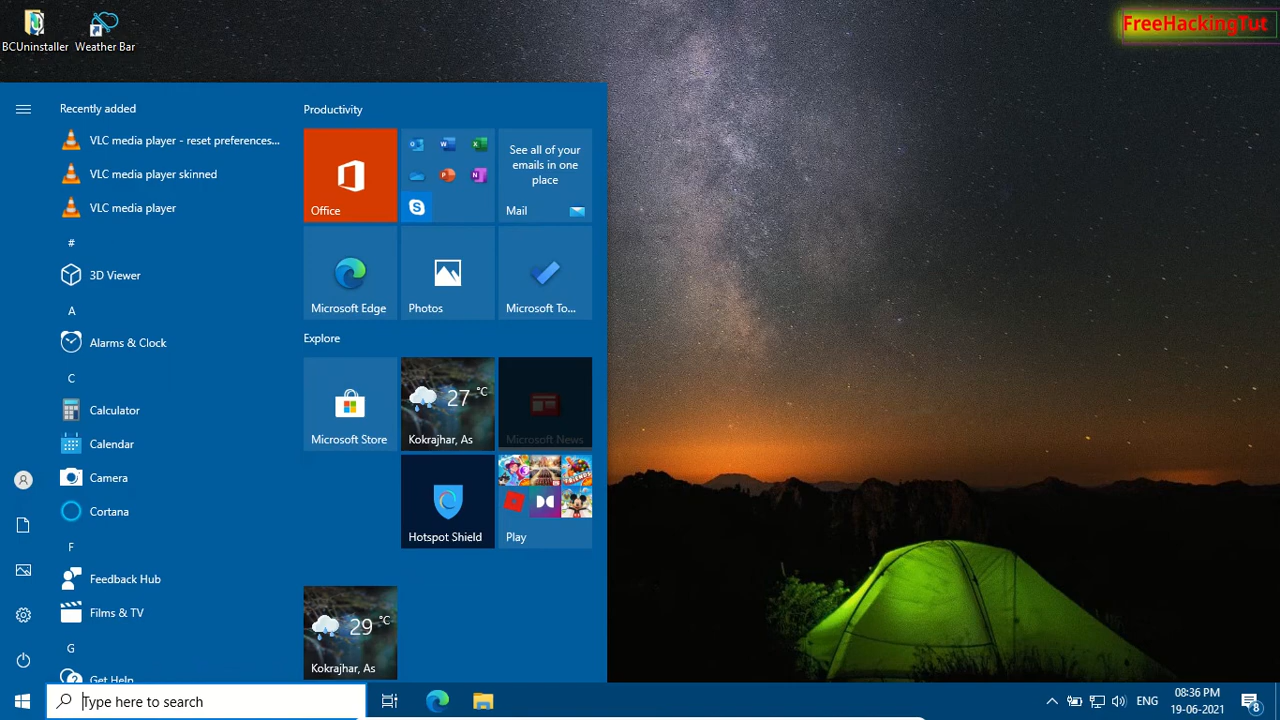 BCUninstaller
Weather Bar
FreeHackingTut
Recently added
VLC media player - reset preferences...
VLC media player skinned
VLC media player
#
3D Viewer
A
Alarms & Clock
C
Calculator
Calendar
Camera
Cortana
F
Feedback Hub
Films & TV
G
Get Help
Productivity
Office
See all of your
emails in one
place
Mail
Microsoft Edge
Photos
Microsoft To...
Explore
Microsoft Store
27 °C
Kokrajhar, As
Microsoft News
Hotspot Shield
Play
29 °C
Kokrajhar, As
Type here to search
ENG
08:36 PM
19-06-2021
8